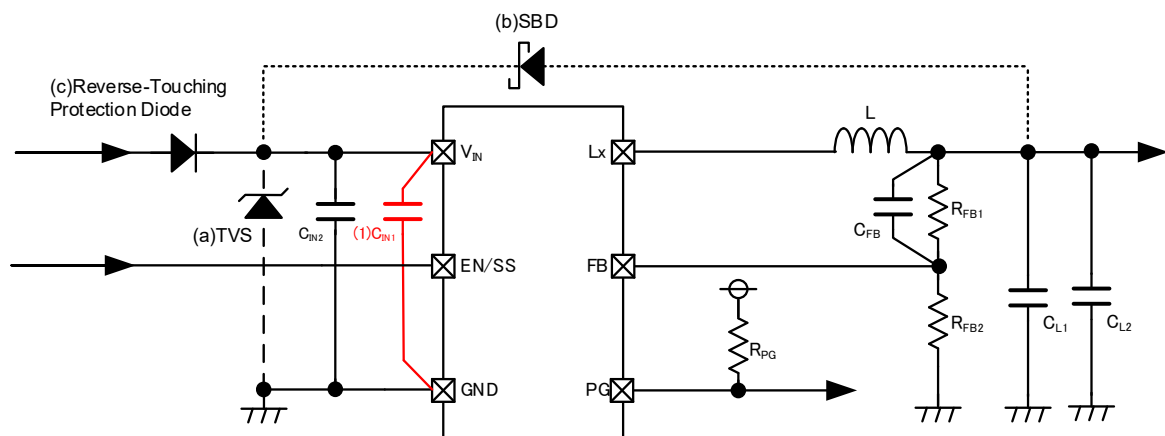 (b)SBD
(c)Reverse-Touching
Protection Diode
L
VIN
Lx
(a)TVS
CIN2
(1)CIN1
CFB
RFB1
EN/SS
FB
RFB2
CL1
CL2
RPG
GND
PG